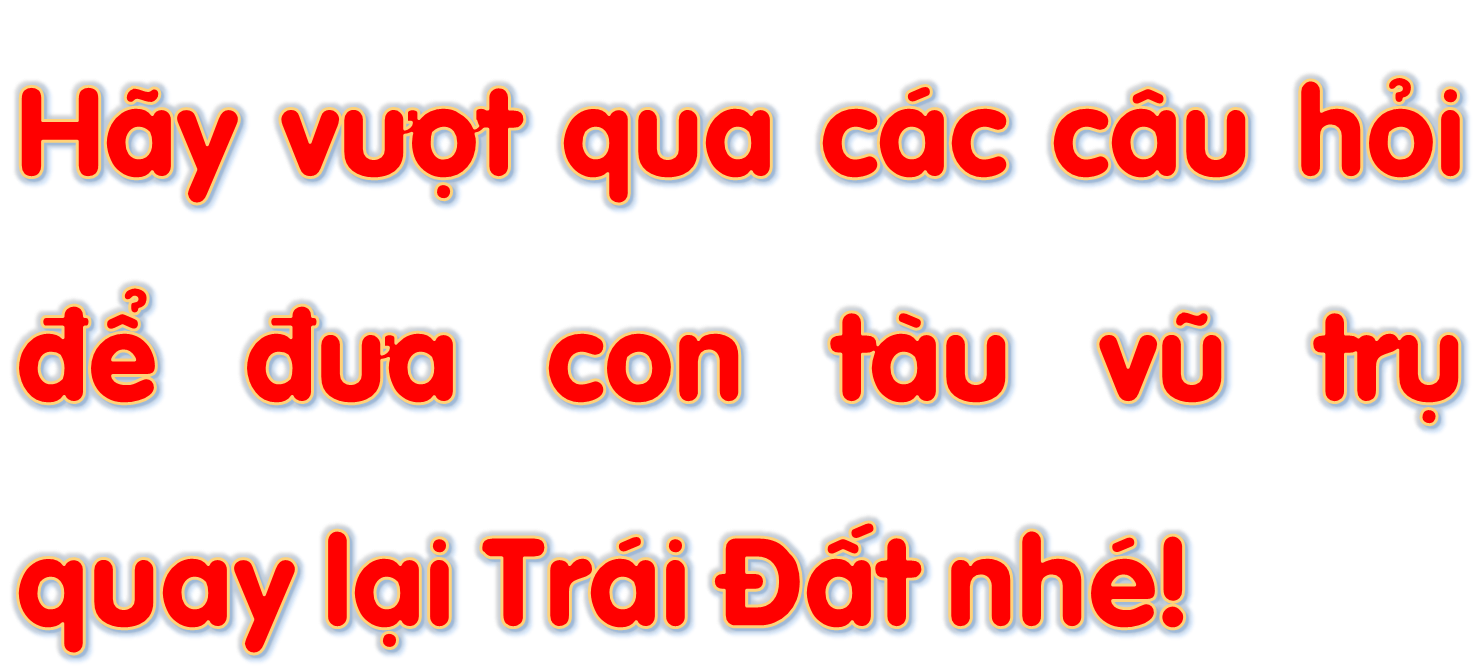 Hãy vượt qua các câu hỏi
để đưa con tàu vũ trụ
quay lại Trái Đất nhé!